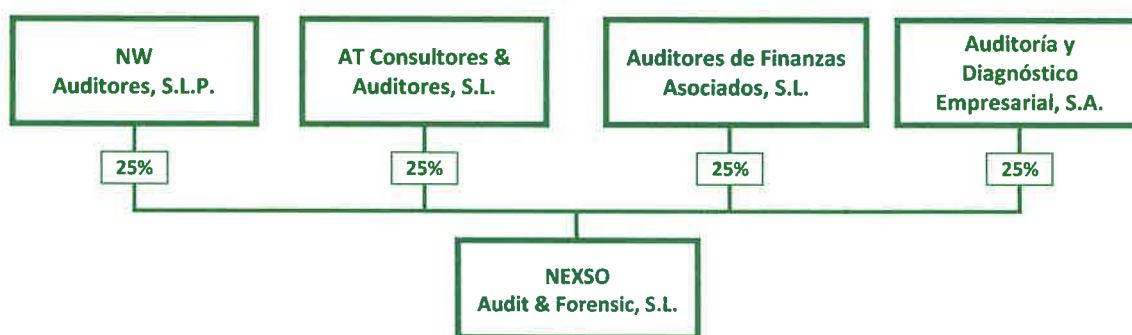 NW
Auditores, S.L.P.
AT Consultores &
Auditores, S.L.
Auditores de Finanzas
Asociados, S.L.
Auditoría y
Diagnóstico
Empresarial, S.A.
25%
25%
25%
25%
NEXSO
Audit & Forensic, S.L.